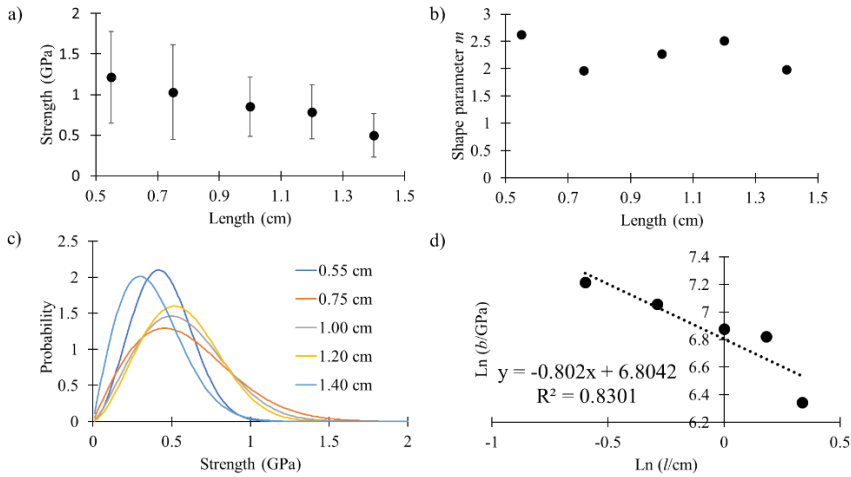 a)
2
1.5
1
0.5
0
0.5
0.7
0.9
1.1
1.3
1.5
Strength (GPa)
Length (cm)
b)
3
2.5
2
1.5
1
0.5
0
0.5
0.7
0.9
1.1
1.3
1.5
Shape parameter m
Length (cm)
c)
2.5
2
1.5
1
0.5
0
0
0.5
1
1.5
2
Probability
Strength (GPa)
0.55 cm
0.75 cm
1.00 cm
1.20 cm
1.40 cm
d)
7.4
7.2
7
6.8
6.6
6.4
6.2
-1
-0.5
0
0.5
Ln (b/GPa)
y = -0.802x + 6.8042
R² = 0.8301
Ln (l/cm)